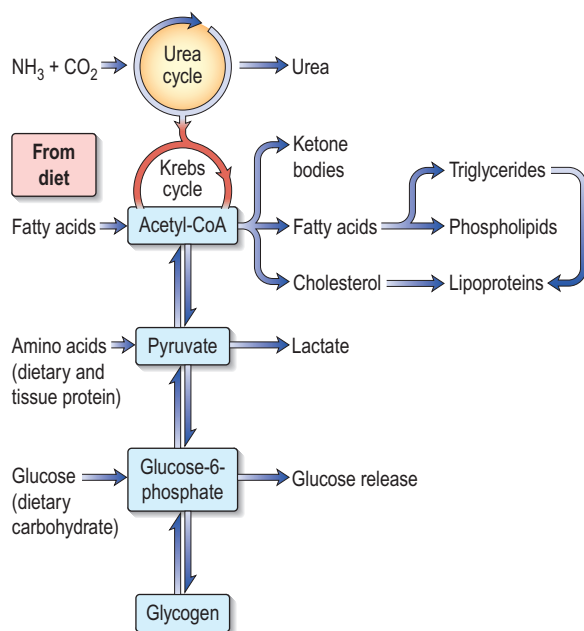 Urea
cycle
NH₃ + CO₂
Urea
From
diet
Krebs
cycle
Ketone
bodies
Triglycerides
Fatty acids
Acetyl-CoA
Fatty acids
Phospholipids
Cholesterol
Lipoproteins
Amino acids
(dietary and
tissue protein)
Pyruvate
Lactate
Glucose
(dietary
carbohydrate)
Glucose-6-
phosphate
Glucose release
Glycogen